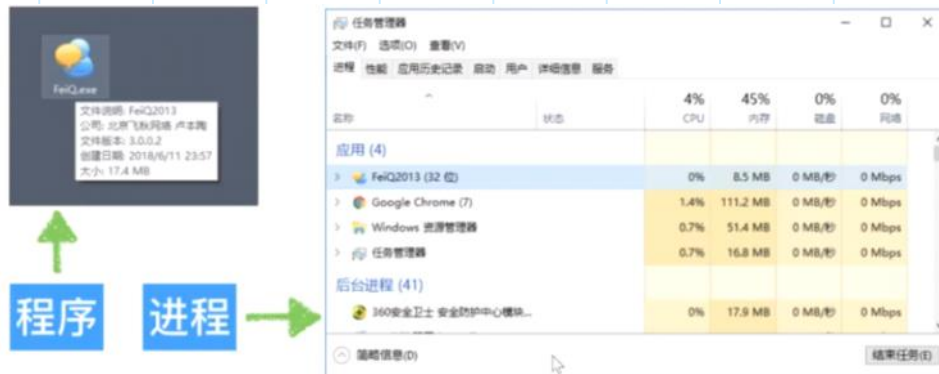 FeiQ.exe
文件说明: FeiQ2013
公司: 北京飞秋网络 卢本陶
文件版本: 3.0.0.2
创建日期: 2018/6/11 23:57
大小: 17.4 MB
程序 进程
任务管理器
文件(F) 选项(O) 查看(V)
进程 性能 应用历史记录 启动 用户 详细信息 服务
4% 45% 0% 0%
名称 状态 CPU 内存 磁盘 网络
应用 (4)
FeiQ2013 (32 位) 0% 8.5 MB 0 MB/秒 0 Mbps
Google Chrome (7) 1.4% 111.2 MB 0 MB/秒 0 Mbps
Windows 资源管理器 0.7% 51.4 MB 0 MB/秒 0 Mbps
任务管理器 0.7% 16.8 MB 0 MB/秒 0 Mbps
后台进程 (41)
360安全卫士 安全防护中心模块... 0% 17.9 MB 0 MB/秒 0 Mbps
简略信息(D) 结束任务(E)